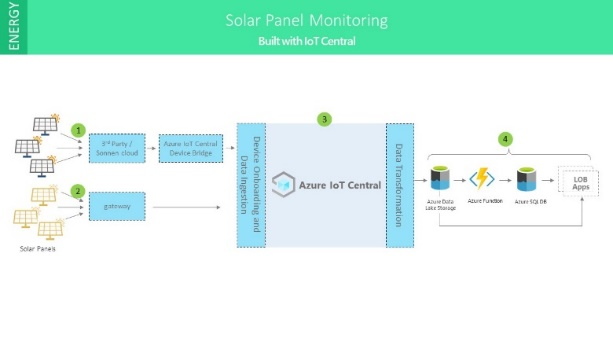 ENERGY
Solar Panel Monitoring
Built with IoT Central
1
3rd Party /
Sonnen cloud
Azure IoT Central
Device Bridge
2
gateway
Solar Panels
3
Device Onboarding and
Data Ingestion
Azure IoT Central
Data Transformation
4
Azure Data
Lake Storage
Azure Function
Azure SQL DB
LOB
Apps